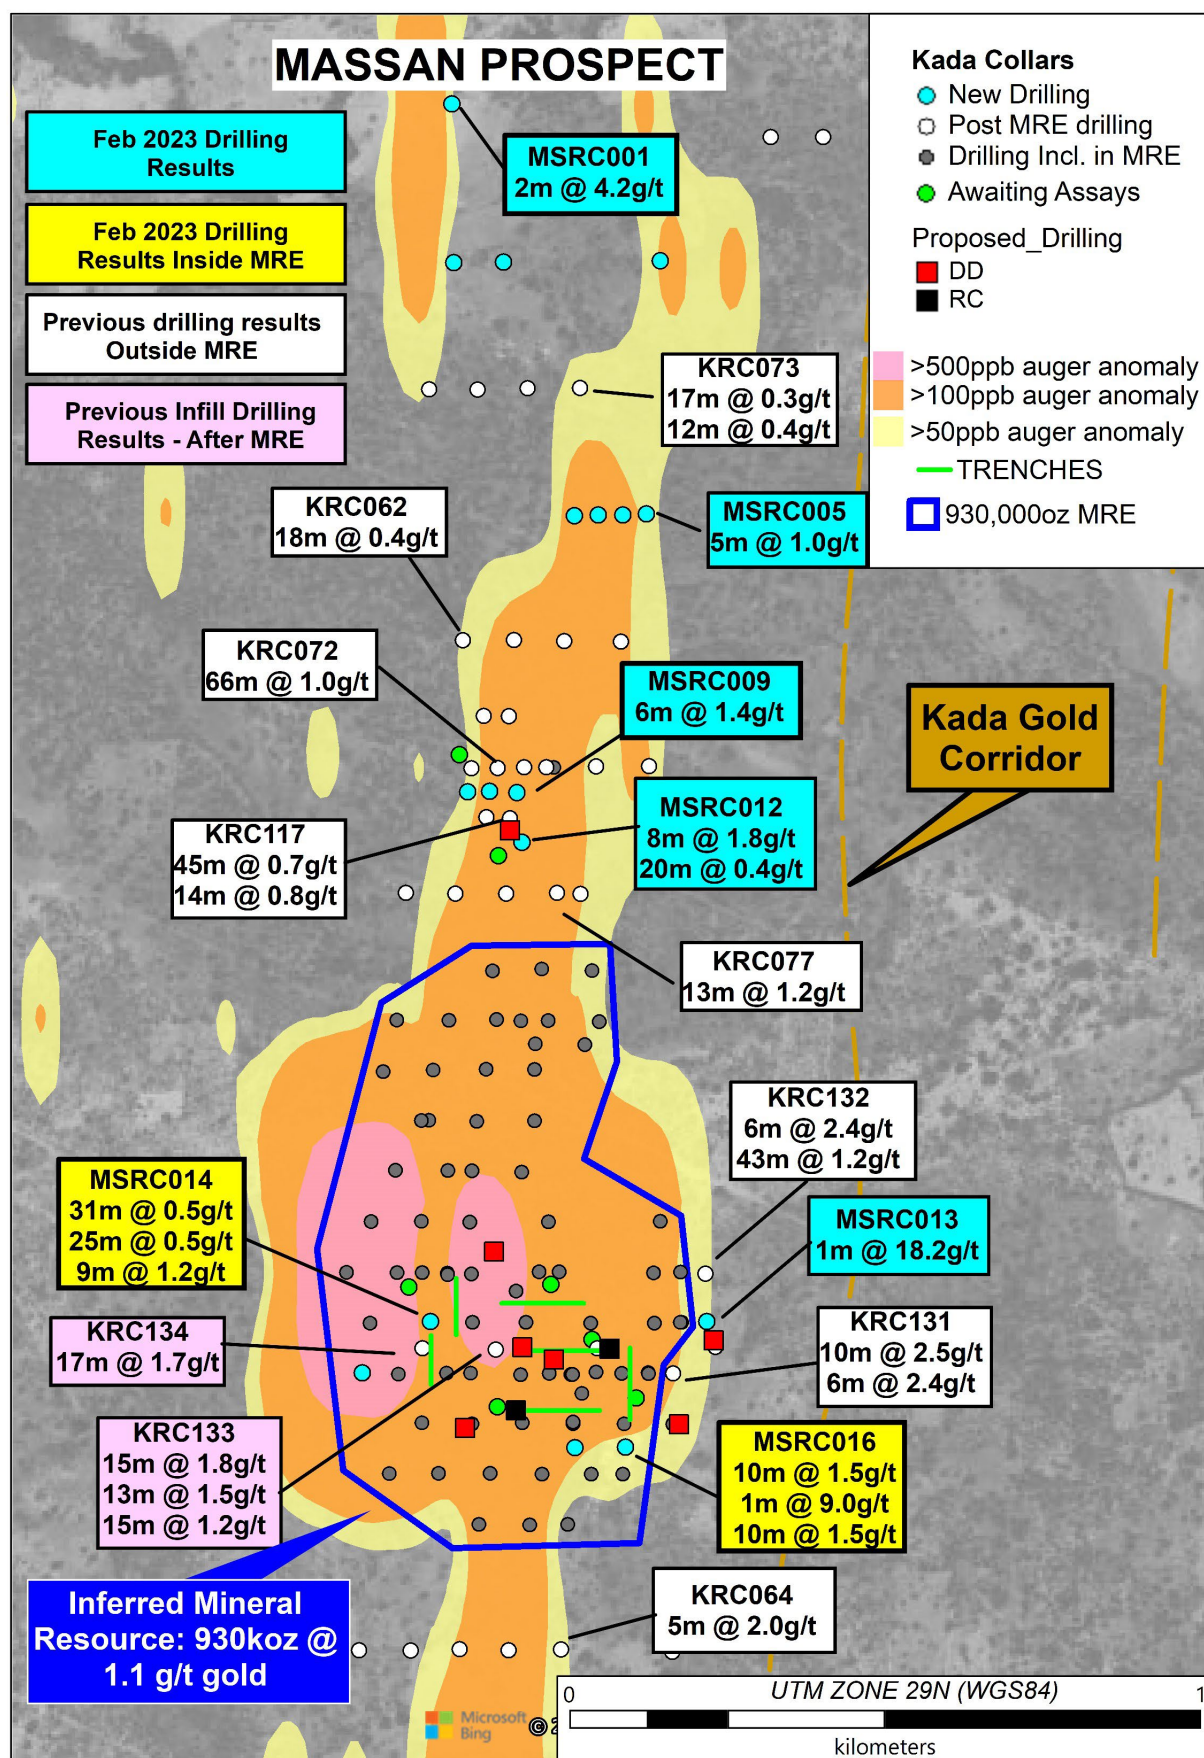 MASSAN PROSPECT
Feb 2023 Drilling
Results
Feb 2023 Drilling
Results Inside MRE
Previous drilling results
Outside MRE
Previous Infill Drilling
Results - After MRE
Kada Collars
New Drilling
Post MRE drilling
Drilling Incl. in MRE
Awaiting Assays
Proposed_Drilling
DD
RC
>500ppb auger anomaly
>100ppb auger anomaly
>50ppb auger anomaly
TRENCHES
930,000oz MRE
MSRC001
2m @ 4.2g/t
KRC073
17m @ 0.3g/t
12m @ 0.4g/t
KRC062
18m @ 0.4g/t
MSRC005
5m @ 1.0g/t
KRC072
66m @ 1.0g/t
MSRC009
6m @ 1.4g/t
Kada Gold
Corridor
MSRC012
8m @ 1.8g/t
20m @ 0.4g/t
KRC117
45m @ 0.7g/t
14m @ 0.8g/t
KRC077
13m @ 1.2g/t
KRC132
6m @ 2.4g/t
43m @ 1.2g/t
MSRC014
31m @ 0.5g/t
25m @ 0.5g/t
9m @ 1.2g/t
MSRC013
1m @ 18.2g/t
KRC134
17m @ 1.7g/t
KRC131
10m @ 2.5g/t
6m @ 2.4g/t
KRC133
15m @ 1.8g/t
13m @ 1.5g/t
15m @ 1.2g/t
MSRC016
10m @ 1.5g/t
1m @ 9.0g/t
10m @ 1.5g/t
Inferred Mineral
Resource: 930koz @
1.1 g/t gold
KRC064
5m @ 2.0g/t
Microsoft
Bing
© 2
0
UTM ZONE 29N (WGS84)
1
kilometers